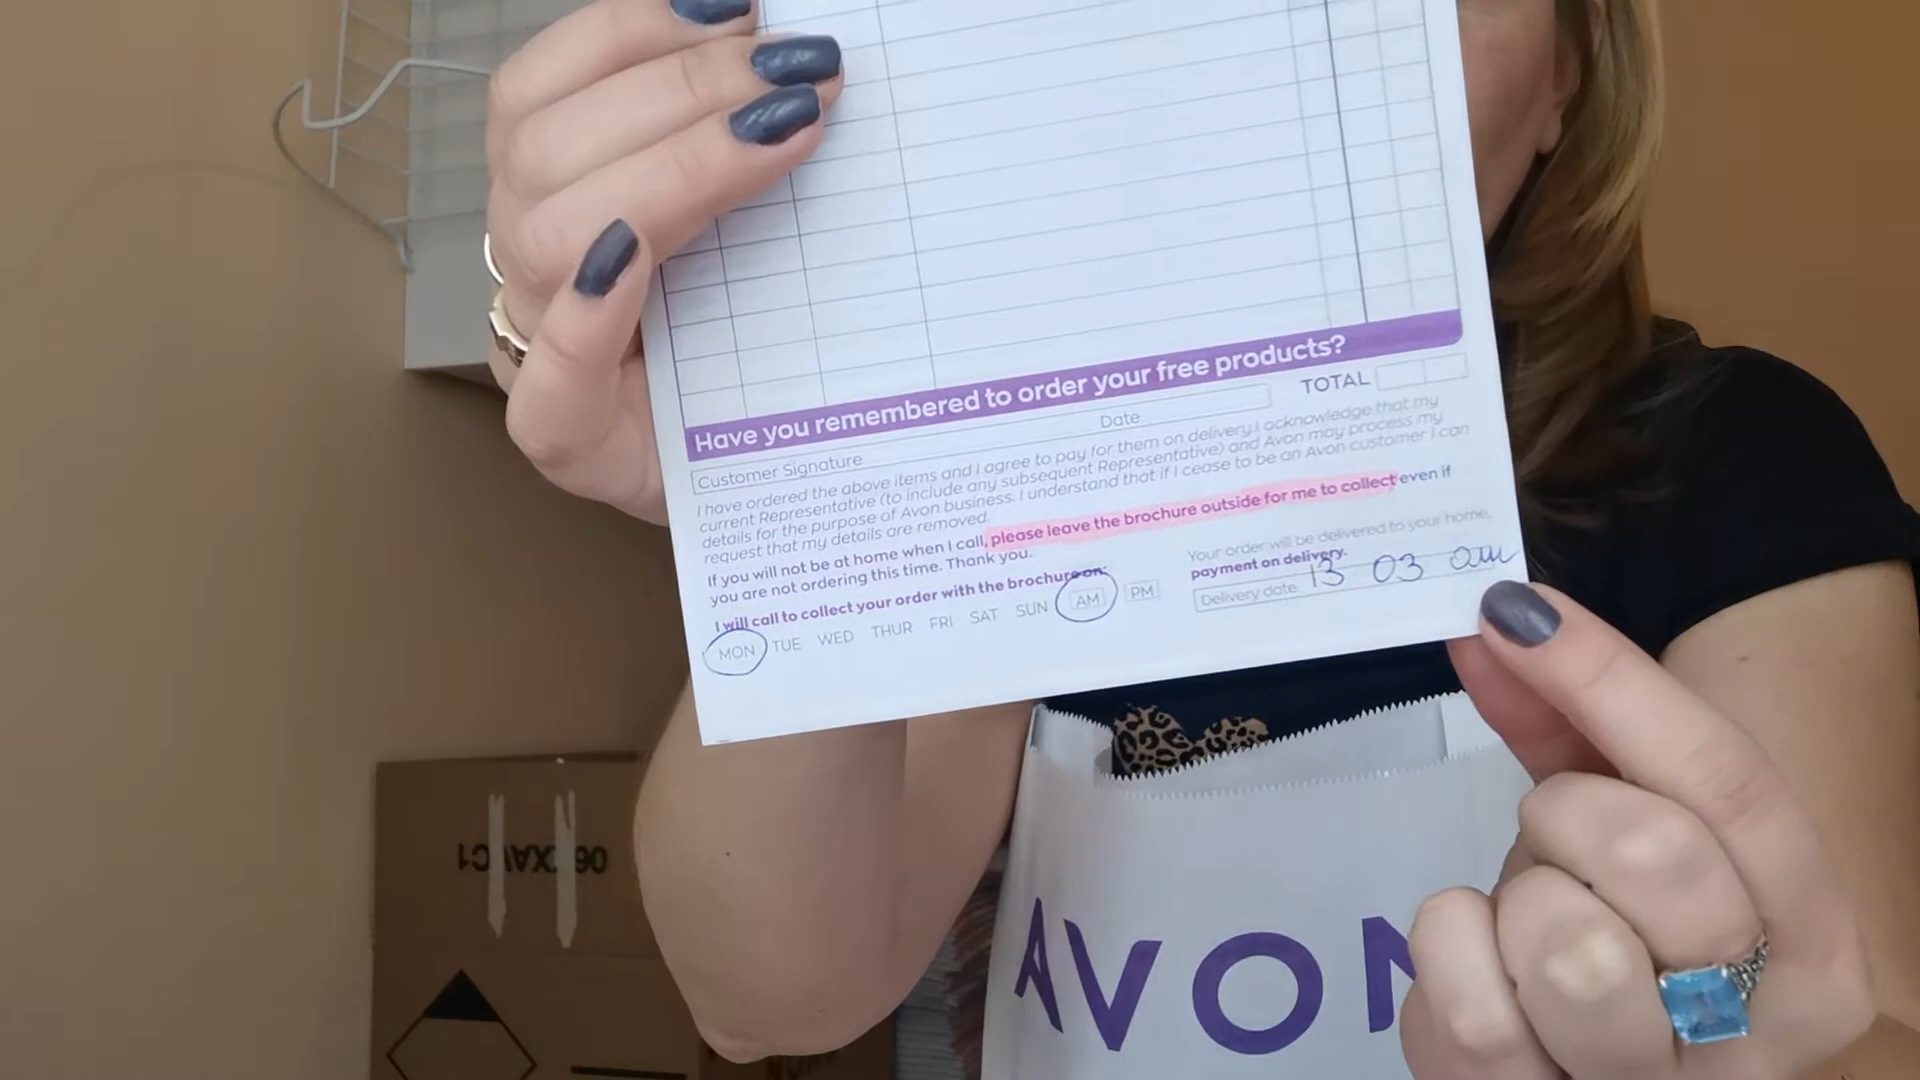 Have you remembered to order your free products?
TOTAL
Customer Signature
Date
I have ordered the above items and I agree to pay for them on delivery. I acknowledge that my
current Representative (to include any subsequent Representative) and Avon may process my
details for the purpose of Avon business. I understand that if I cease to be an Avon customer I can
request that my details are removed.
If you will not be at home when I call, please leave the brochure outside for me to collect even if
you are not ordering this time. Thank you.
I will call to collect your order with the brochure on:
MON TUE WED THUR FRI SAT SUN AM PM
Your order will be delivered to your home,
payment on delivery.
Delivery date 13 03 am
AVON